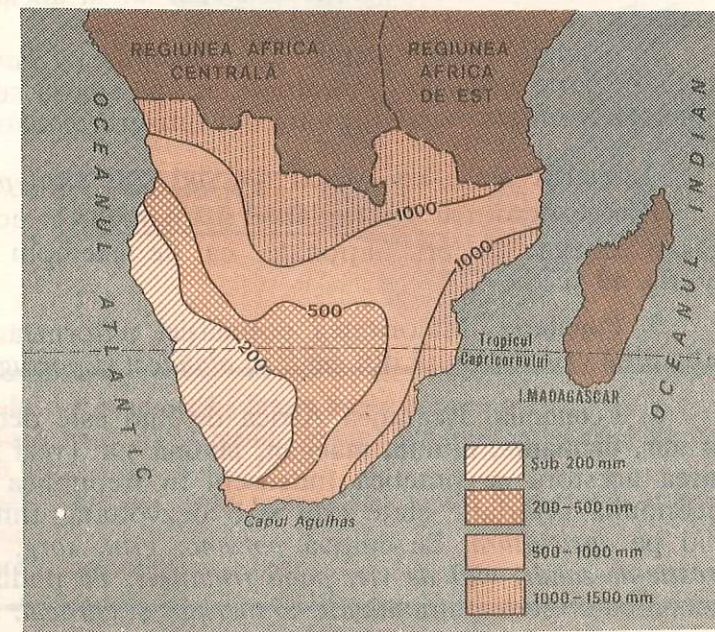 REGIUNEA AFRICA
CENTRALĂ
REGIUNEA
AFRICA
DE EST
OCEANUL ATLANTIC
OCEANUL INDIAN
1000
1000
500
200
Tropicul
Capricornului
I.MADAGASCAR
Capul Agulhas
Sub 200 mm
200-500 mm
500-1000 mm
1000-1500 mm